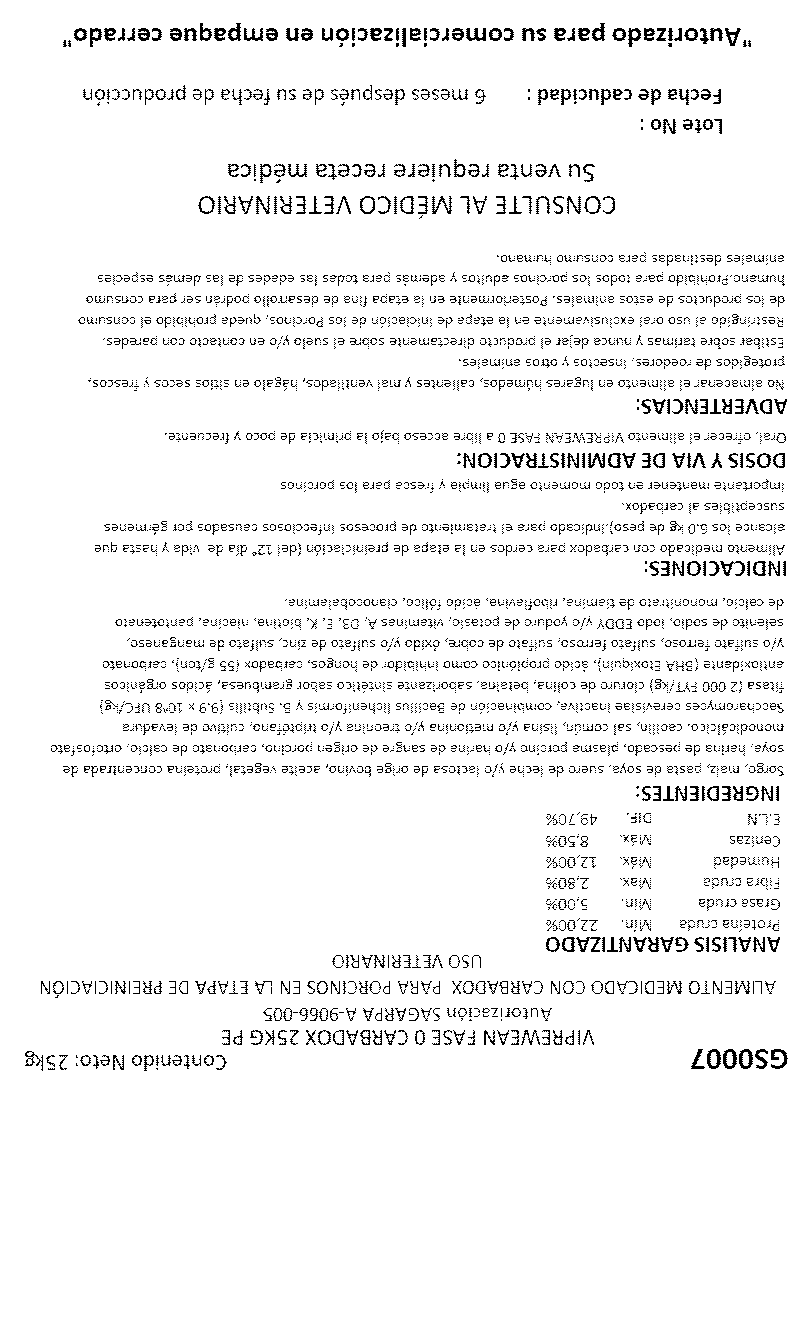 GS0007 Contenido Neto: 25kg
VIPREWEAN FASE 0 CARBADOX 25KG PE
Autorización SAGARPA A-9066-005
ALIMENTO MEDICADO CON CARBADOX PARA PORCINOS EN LA ETAPA DE PREINICIACIÓN
USO VETERINARIO
ANALISIS GARANTIZADO
Proteína cruda Mín. 22,00%
Grasa cruda Mín. 5,00%
Fibra cruda Max. 2,80%
Humedad Máx. 12,00%
Cenizas Máx. 8,50%
E.L.N DIF. 49,70%
INGREDIENTES:
Sorgo, maíz, pasta de soya, suero de leche y/o lactosa de orige bovino, aceite vegetal, proteína concentrada de
soya, harina de pescado, plasma porcino y/o harina de sangre de origen porcino, carbonato de calcio, ortofosfato
monodicálcico, caolin, sal común, lisina y/o metionina y/o treonina y/o triptófano, cultivo de levadura
Saccharomyces cerevisiae inactiva, combinación de Bacillus licheniformis y B. Subtilis (9.9 x 10^8 UFC/kg)
fitasa (2 000 FYT/kg) cloruro de colina, betaina, saborizante sintético sabor grambuesa, ácidos orgánicos
antioxidante (BHA Etoxiquin), ácido propiónico como inhibidor de hongos, carbadox (55 g/ton), carbonato
y/o sulfato ferroso, sulfato ferroso, sulfato de cobre, óxido y/o sulfato de zinc, sulfato de manganeso,
selenito de sodio, Iodo EDDY y/o yoduro de potasio, vitaminas A, D3, E, K, biotina, niacina, pantotenato
de calcio, mononitrato de tiamina, riboflavina, acido fólico, cianocobalamina.
INDICACIONES:
Alimento medicado con carbadox para cerdos en la etapa de preiniciación (del 12° dia de vida y hasta que
alcance los 6.0 kg de peso).Indicado para el tratamiento de procesos infecciosos causados por gérmenes
susceptibles al carbadox.
Importante mantener en todo momento agua limpia y fresca para los porcinos
DOSIS Y VIA DE ADMINISTRACION:
Oral, ofrecer el alimento VIPREWEAN FASE 0 a libre acceso bajo la primicia de poco y frecuente.
ADVERTENCIAS:
No almacenar el alimento en lugares húmedos, calientes y mal ventilados, hágalo en sitios secos y frescos,
protegidos de roedores, insectos y otros animales.
Estibar sobre tarimas y nunca dejar el producto directamente sobre el suelo y/o en contacto con paredes.
Restringido al uso oral exclusivamente en la etapa de iniciación de los Porcinos, queda prohibido el consumo
de los productos de estos animales. Posteriormente en la etapa fina de desarrollo podrán ser para consumo
humano.Prohibido para todos los porcinos adultos y además para todas las edades de las demás especies
animales destinadas para consumo humano.
CONSULTE AL MÉDICO VETERINARIO
Su venta requiere receta médica
Lote No :
Fecha de caducidad : 6 meses después de su fecha de producción
"Autorizado para su comercialización en empaque cerrado"